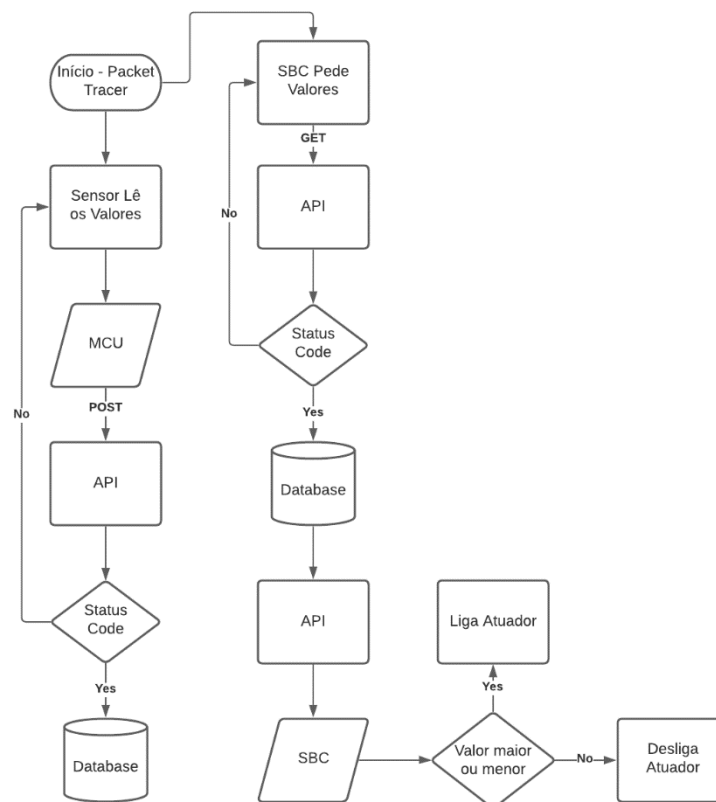 Início - Packet
Tracer
Sensor Lê
os Valores
MCU
POST
API
No
Status
Code
Yes
Database
SBC Pede
Valores
GET
API
No
Status
Code
Yes
Database
API
SBC
Valor maior
ou menor
Yes
Liga Atuador
No
Desliga
Atuador